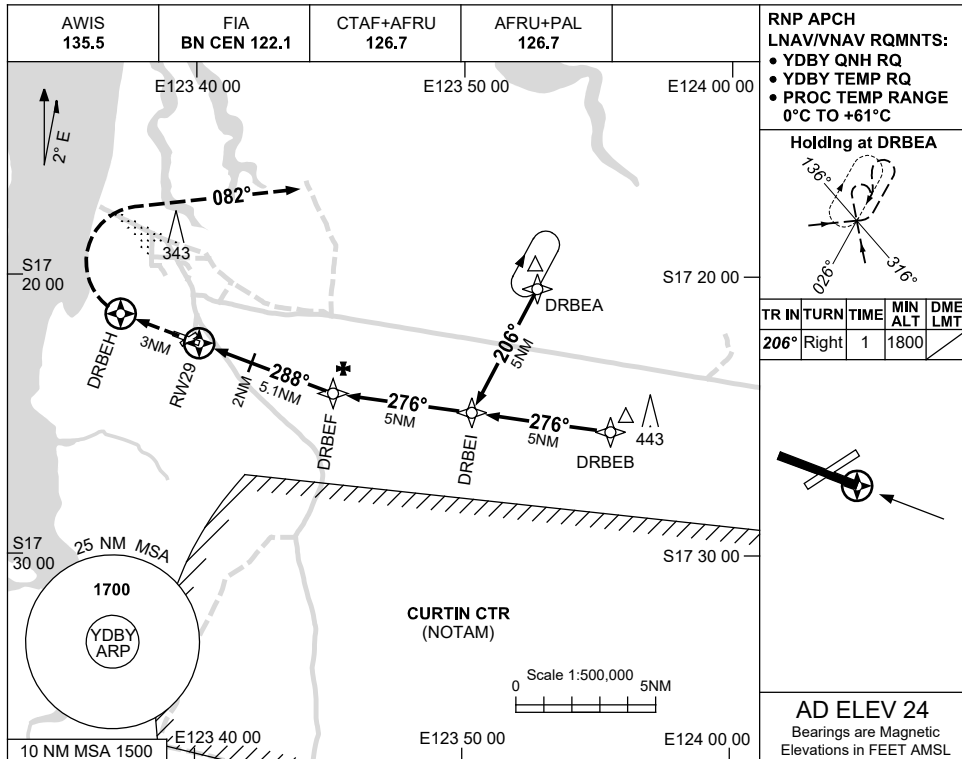 AWIS
135.5
FIA
BN CEN 122.1
CTAF+AFRU
126.7
AFRU+PAL
126.7
RNP APCH
LNAV/VNAV RQMNTS:
• YDBY QNH RQ
• YDBY TEMP RQ
• PROC TEMP RANGE
0°C TO +61°C
E123 40 00
E123 50 00
E124 00 00
2° E
Holding at DRBEA
136°
026°
316°
082°
343
S17
20 00
S17 20 00
DRBEA
206°
5NM
DRBEH
3NM
RW29
2NM
288°
5.1NM
DRBEF
276°
5NM
DRBEI
276°
5NM
DRBEB
443
TR IN
TURN
TIME
MIN
ALT
DME
LMT
206°
Right
1
1800
S17
30 00
S17 30 00
25 NM MSA
1700
YDBY
ARP
CURTIN CTR
(NOTAM)
Scale 1:500,000
0
5NM
10 NM MSA 1500
E123 40 00
E123 50 00
E124 00 00
AD ELEV 24
Bearings are Magnetic
Elevations in FEET AMSL